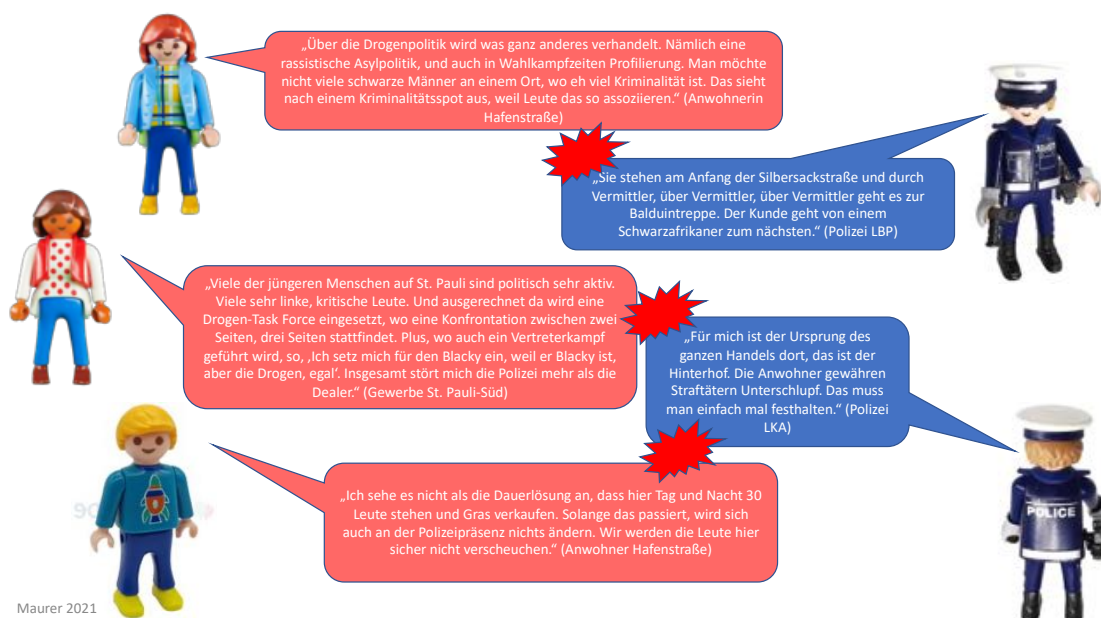 „Über die Drogenpolitik wird was ganz anderes verhandelt. Nämlich eine
rassistische Asylpolitik, und auch in Wahlkampfzeiten Profilierung. Man möchte
nicht viele schwarze Männer an einem Ort, wo eh viel Kriminalität ist. Das sieht
nach einem Kriminalitätsspot aus, weil Leute das so assoziieren.“ (Anwohnerin
Hafenstraße)
„Sie stehen am Anfang der Silbersackstraße und durch
Vermittler, über Vermittler, über Vermittler geht es zur
Balduintreppe. Der Kunde geht von einem
Schwarzafrikaner zum nächsten.“ (Polizei LBP)
„Viele der jüngeren Menschen auf St. Pauli sind politisch sehr aktiv.
Viele sehr linke, kritische Leute. Und ausgerechnet da wird eine
Drogen-Task Force eingesetzt, wo eine Konfrontation zwischen zwei
Seiten, drei Seiten stattfindet. Plus, wo auch ein Vertreterkampf
geführt wird, so, ‚Ich setz mich für den Blacky ein, weil er Blacky ist,
aber die Drogen, egal‘. Insgesamt stört mich die Polizei mehr als die
Dealer.“ (Gewerbe St. Pauli-Süd)
„Für mich ist der Ursprung des
ganzen Handels dort, das ist der
Hinterhof. Die Anwohner gewähren
Straftätern Unterschlupf. Das muss
man einfach mal festhalten.“ (Polizei
LKA)
„Ich sehe es nicht als die Dauerlösung an, dass hier Tag und Nacht 30
Leute stehen und Gras verkaufen. Solange das passiert, wird sich
auch an der Polizeipräsenz nichts ändern. Wir werden die Leute hier
sicher nicht verscheuchen.“ (Anwohner Hafenstraße)
POLICE
Maurer 2021